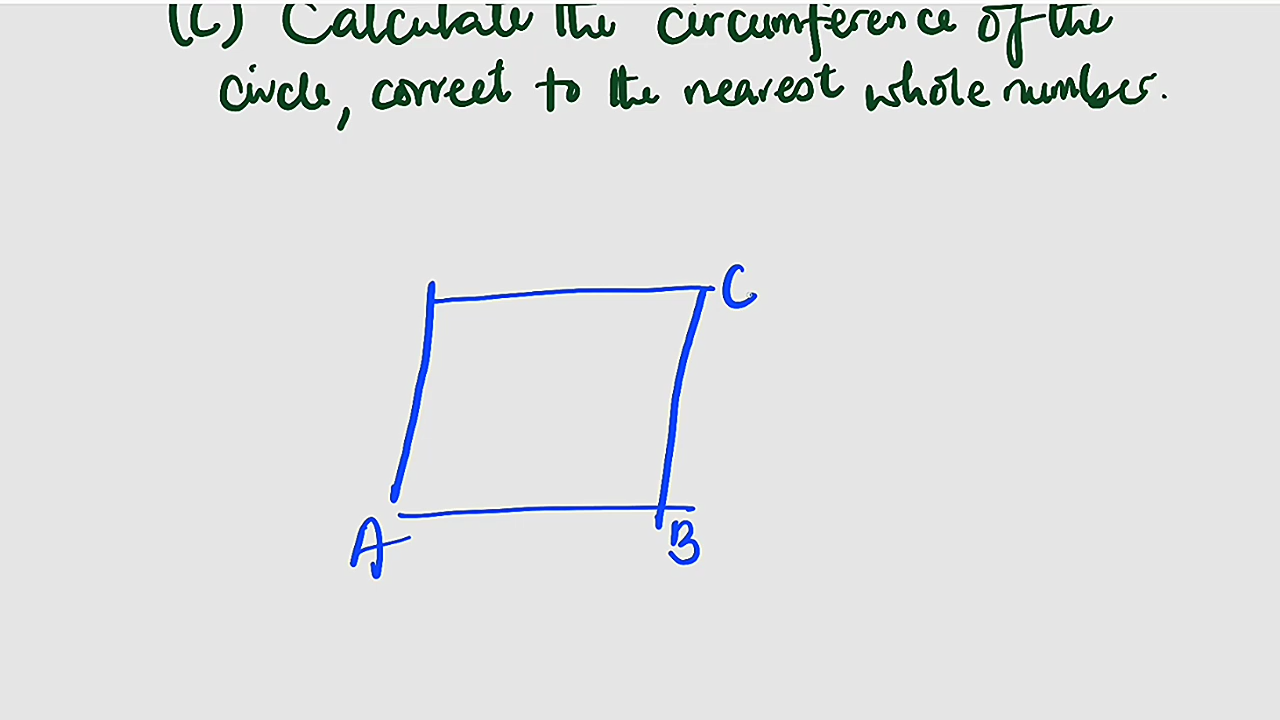 (c) Calculate the circumference of the
circle, correct to the nearest whole number.
C
A
B